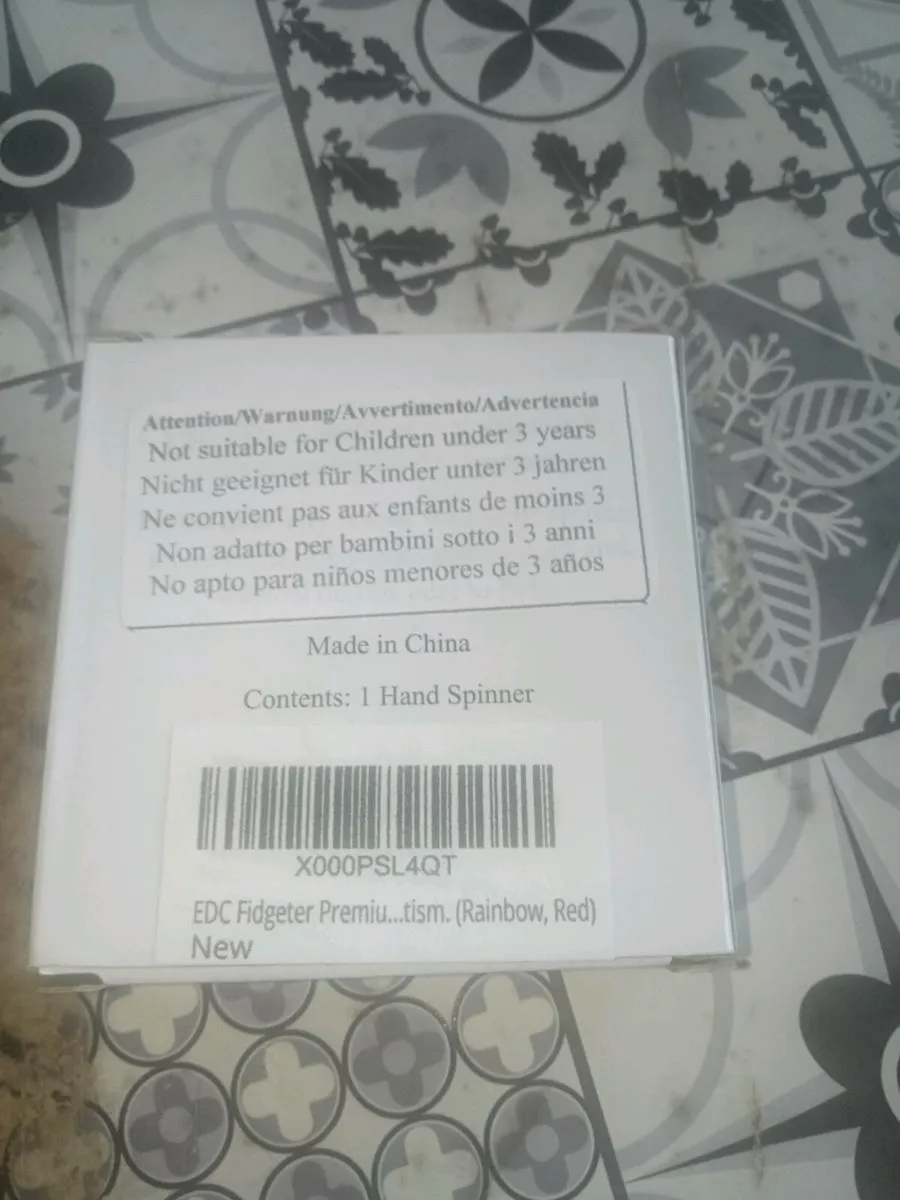 Attention/Warnung/Avvertimento/Advertencia
Not suitable for Children under 3 years
Nicht geeignet für Kinder unter 3 jahren
Ne convient pas aux enfants de moins 3
Non adatto per bambini sotto i 3 anni
No apto para niños menores de 3 años
Made in China
Contents: 1 Hand Spinner
X000PSL4QT
EDC Fidgeter Premiu...tism. (Rainbow, Red)
New